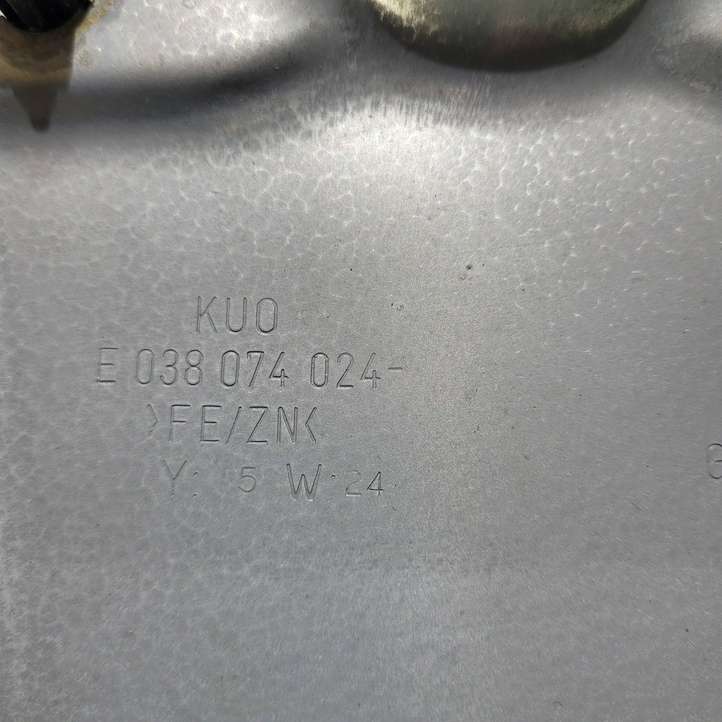 KUO
E 038 074 024-
>FE/ZN<
Y: 5 W·24